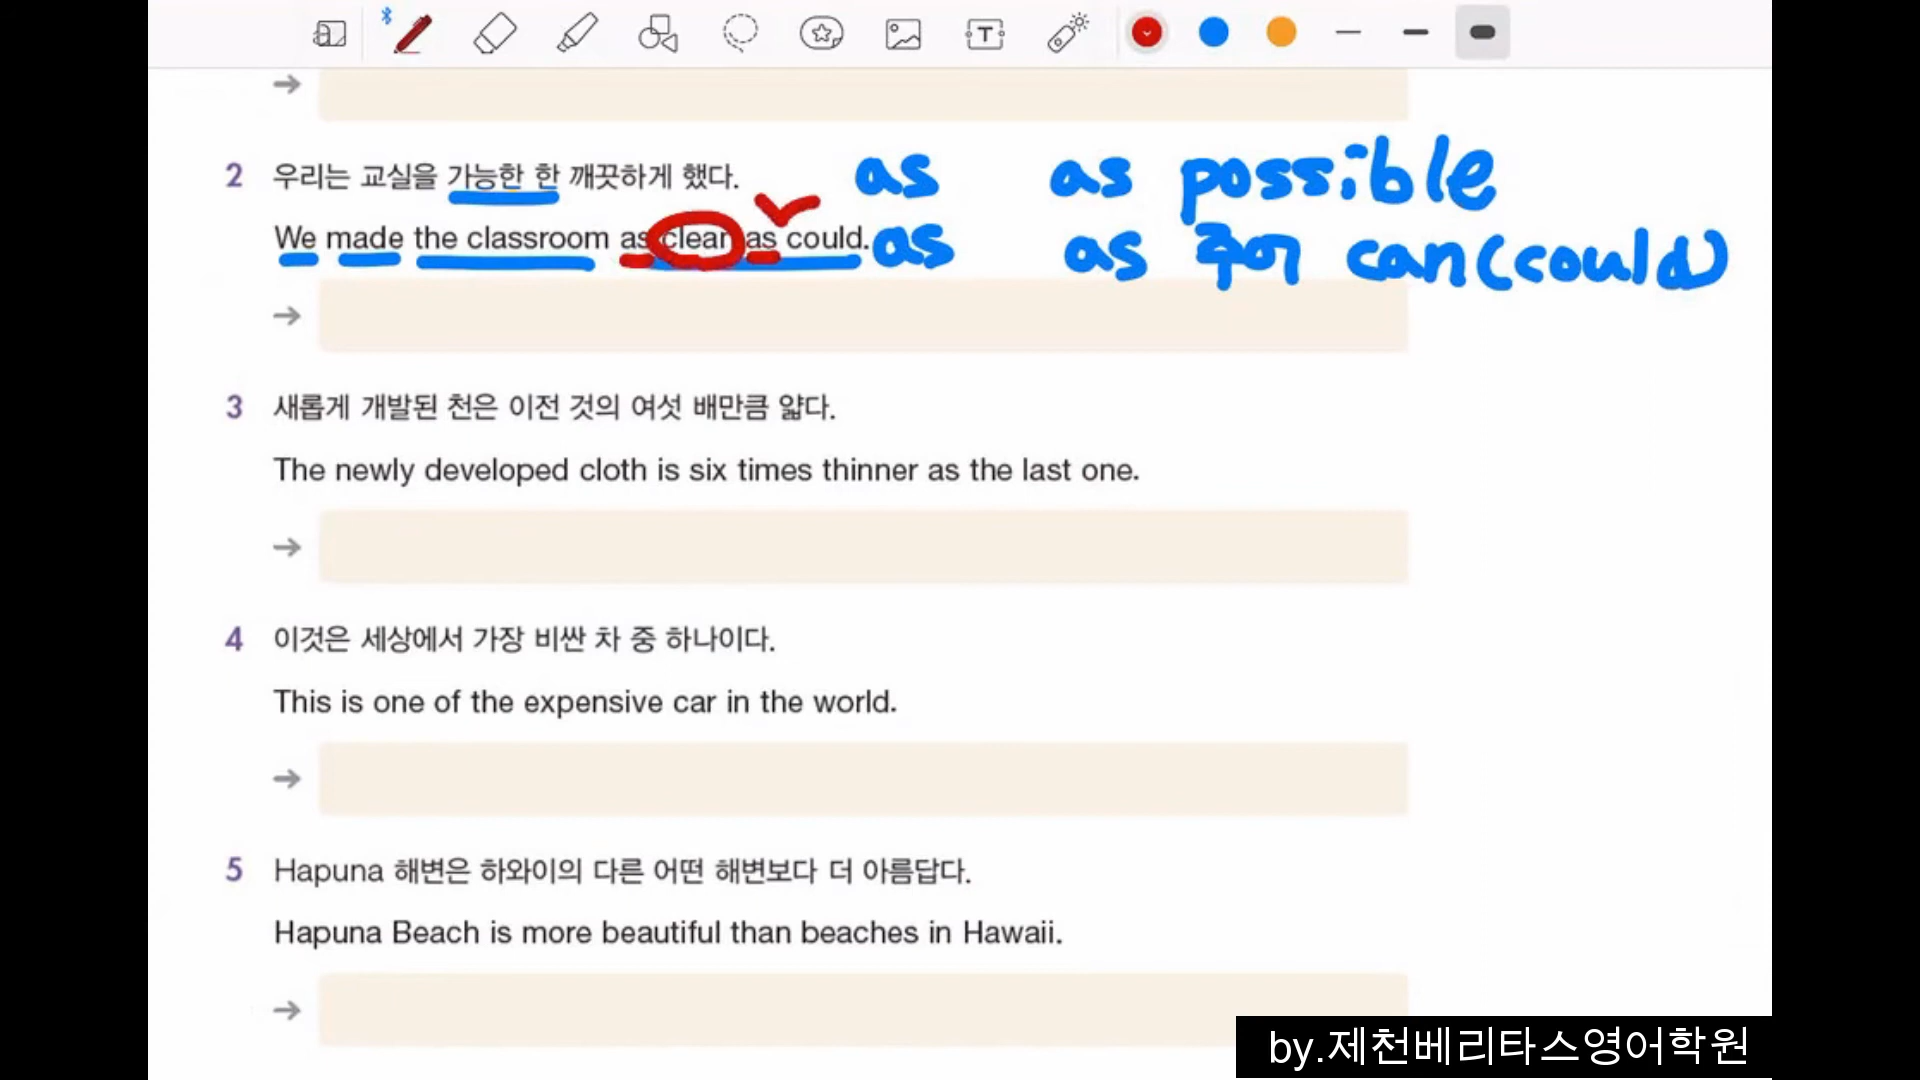 2 우리는 교실을 가능한 한 깨끗하게 했다. as as possible
We made the classroom as clean as could. as as 주어 can(could)
3 새롭게 개발된 천은 이전 것의 여섯 배만큼 얇다.
The newly developed cloth is six times thinner as the last one.
4 이것은 세상에서 가장 비싼 차 중 하나이다.
This is one of the expensive car in the world.
5 Hapuna 해변은 하와이의 다른 어떤 해변보다 더 아름답다.
Hapuna Beach is more beautiful than beaches in Hawaii.
by.제천베리타스영어학원